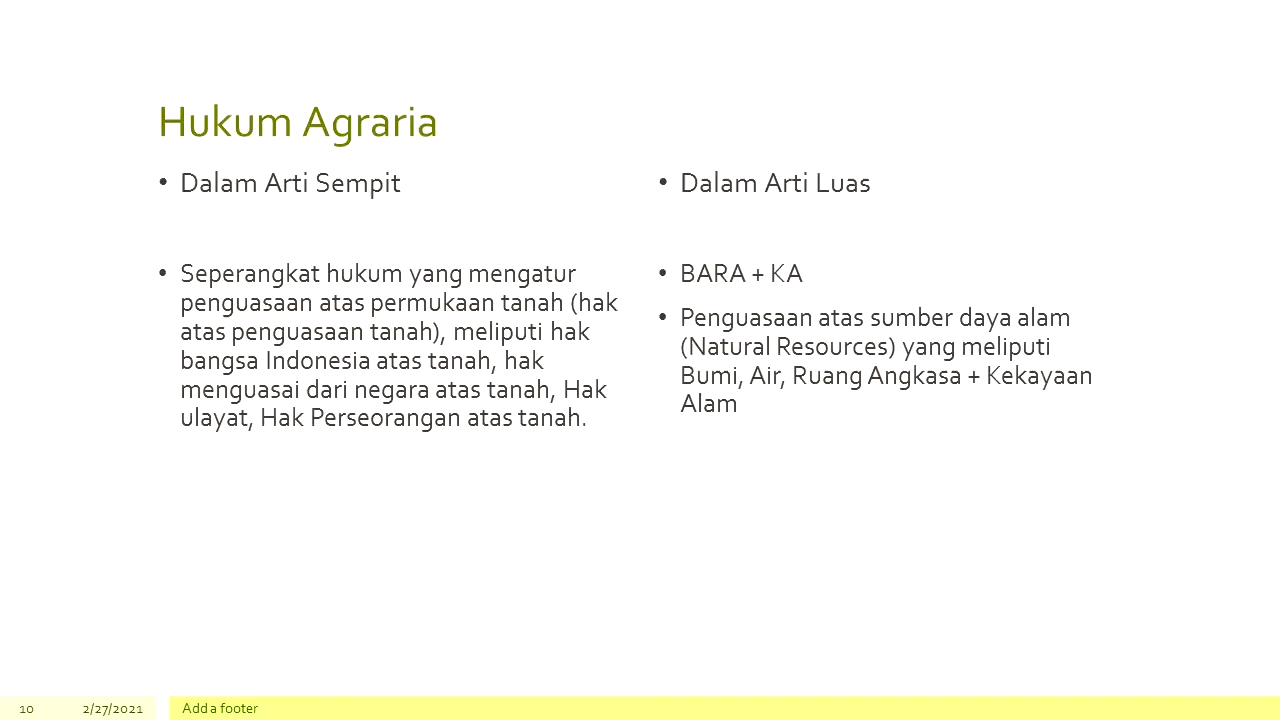 Hukum Agraria
• Dalam Arti Sempit
• Seperangkat hukum yang mengatur
penguasaan atas permukaan tanah (hak
atas penguasaan tanah), meliputi hak
bangsa Indonesia atas tanah, hak
menguasai dari negara atas tanah, Hak
ulayat, Hak Perseorangan atas tanah.
• Dalam Arti Luas
• BARA + KA
• Penguasaan atas sumber daya alam
(Natural Resources) yang meliputi
Bumi, Air, Ruang Angkasa + Kekayaan
Alam
10 2/27/2021 Add a footer